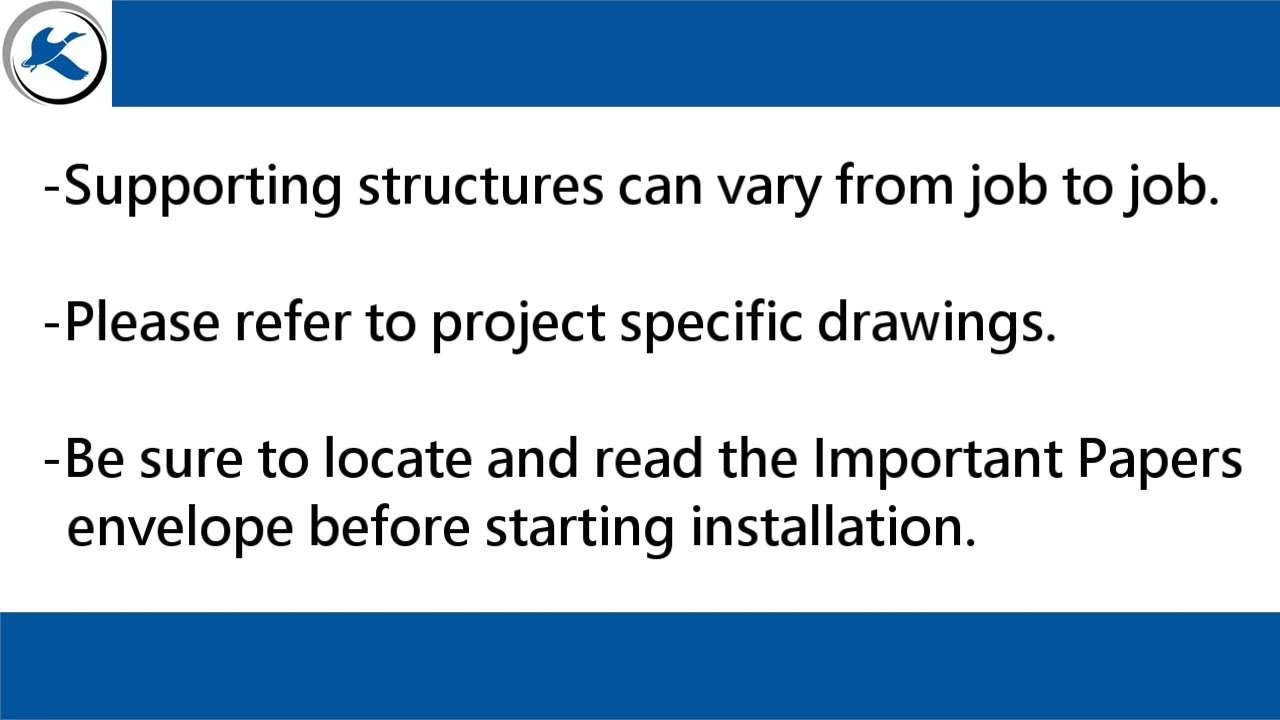 -Supporting structures can vary from job to job.
-Please refer to project specific drawings.
-Be sure to locate and read the Important Papers
envelope before starting installation.